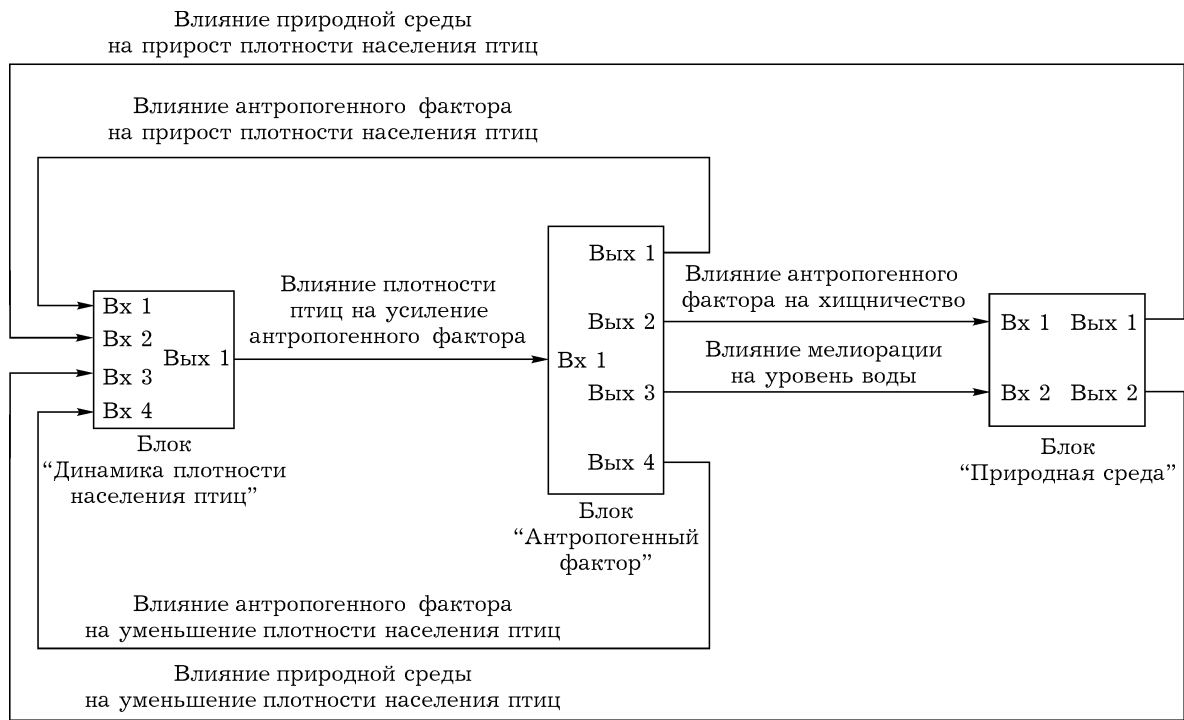 Влияние природной среды
на прирост плотности населения птиц
Влияние антропогенного фактора
на прирост плотности населения птиц
Вх 1
Вх 2
Вх 3
Вх 4
Вых 1
Блок
“Динамика плотности
населения птиц”
Влияние плотности
птиц на усиление
антропогенного фактора
Вых 1
Вых 2
Вх 1
Вых 3
Вых 4
Блок
“Антропогенный
фактор”
Влияние антропогенного
фактора на хищничество
Влияние мелиорации
на уровень воды
Вх 1 Вых 1
Вх 2 Вых 2
Блок
“Природная среда”
Влияние антропогенного фактора
на уменьшение плотности населения птиц
Влияние природной среды
на уменьшение плотности населения птиц